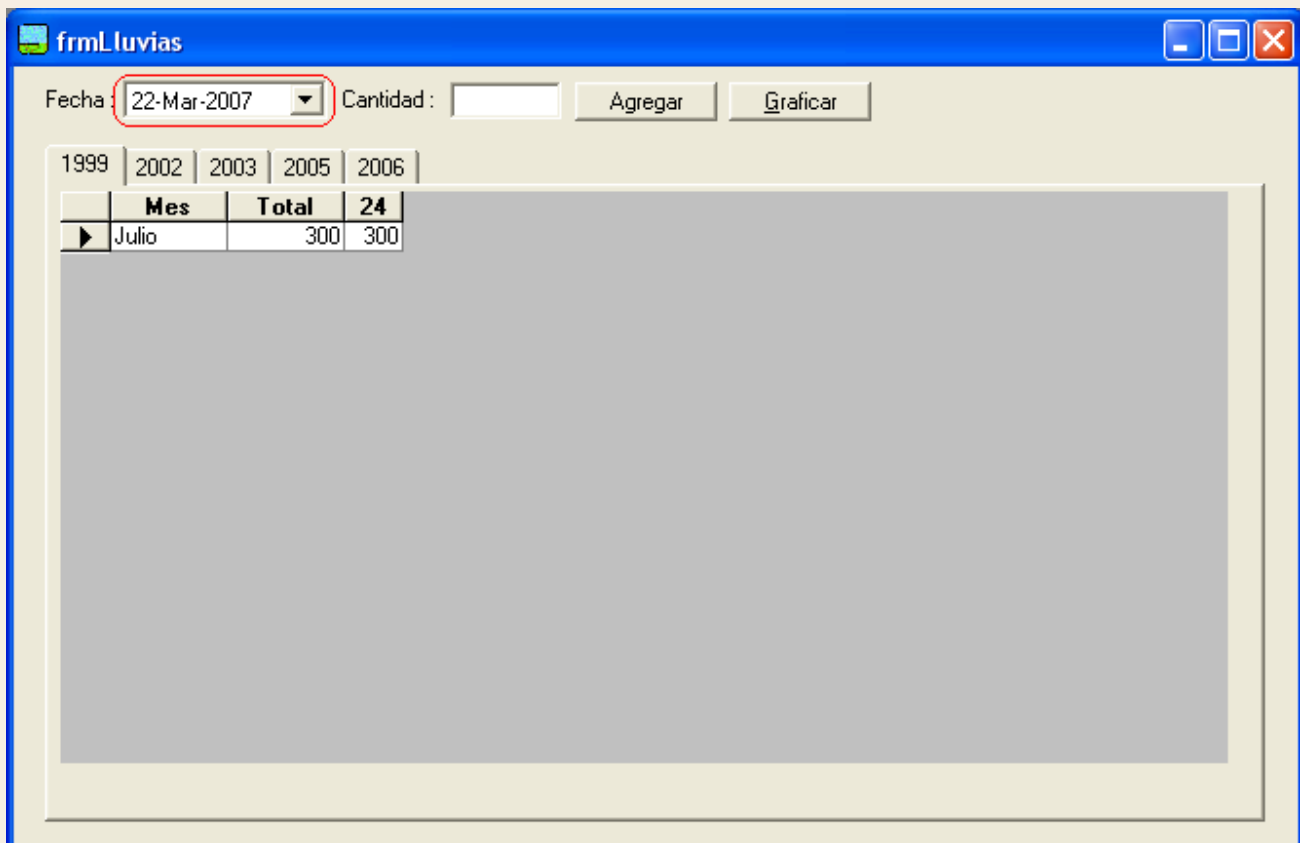 frmLluvias
Fecha : 22-Mar-2007 Cantidad : Agregar Graficar
1999 2002 2003 2005 2006
Mes Total 24
Julio 300 300